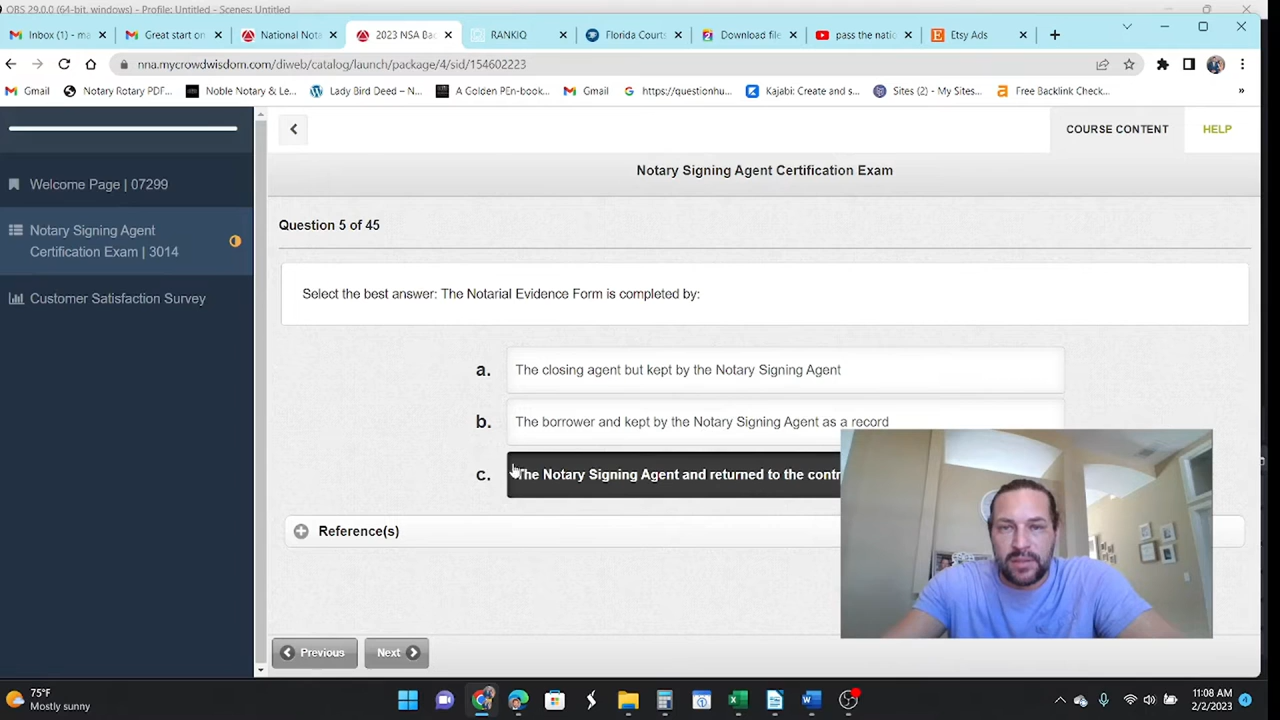 OBS 29.0.0 (64-bit, windows) - Profile: Untitled - Scenes: Untitled
Inbox (1) - ma
Great start on
National Nota
2023 NSA Bac
RANKIQ
Florida Courts
Download file
pass the natio
Etsy Ads
nna.mycrowdwisdom.com/diweb/catalog/launch/package/4/sid/154602223
Gmail
Notary Rotary PDF...
Noble Notary & Le...
Lady Bird Deed – N...
A Golden PEn-book...
Gmail
https://questionhu...
Kajabi: Create and s...
Sites (2) - My Sites...
Free Backlink Check...
COURSE CONTENT
HELP
Welcome Page | 07299
Notary Signing Agent
Certification Exam | 3014
Customer Satisfaction Survey
Notary Signing Agent Certification Exam
Question 5 of 45
Select the best answer: The Notarial Evidence Form is completed by:
a. The closing agent but kept by the Notary Signing Agent
b. The borrower and kept by the Notary Signing Agent as a record
c. The Notary Signing Agent and returned to the contr
Reference(s)
Previous
Next
75°F
Mostly sunny
11:08 AM
2/2/2023